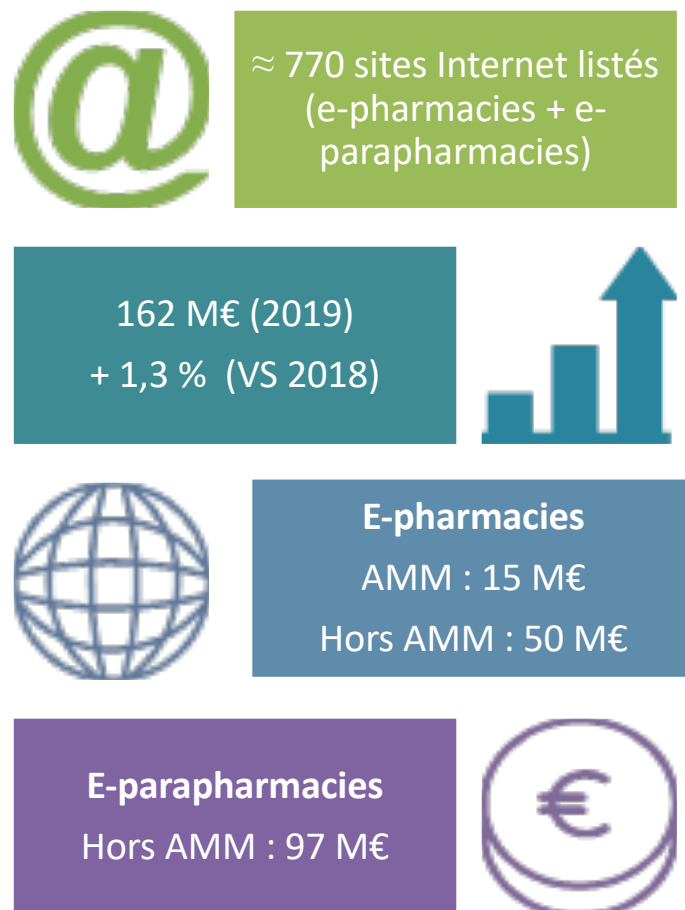 @
≈ 770 sites Internet listés
(e-pharmacies + e-
parapharmacies)
162 M€ (2019)
+ 1,3 % (VS 2018)
E-pharmacies
AMM : 15 M€
Hors AMM : 50 M€
E-parapharmacies
Hors AMM : 97 M€
€